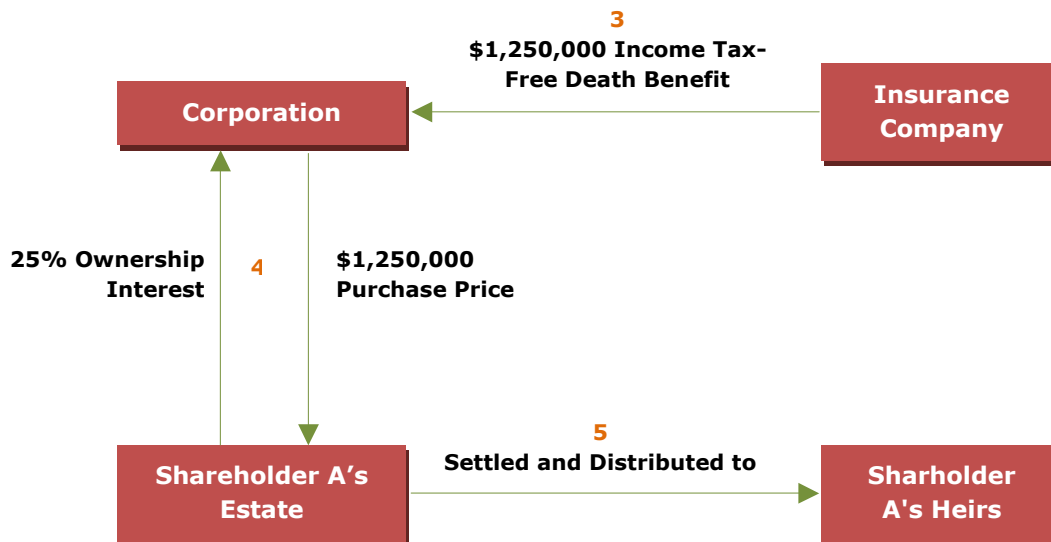 3
$1,250,000 Income Tax-
Free Death Benefit
Corporation
Insurance
Company
25% Ownership
Interest
4
$1,250,000
Purchase Price
Shareholder A’s
Estate
5
Settled and Distributed to
Sharholder
A's Heirs